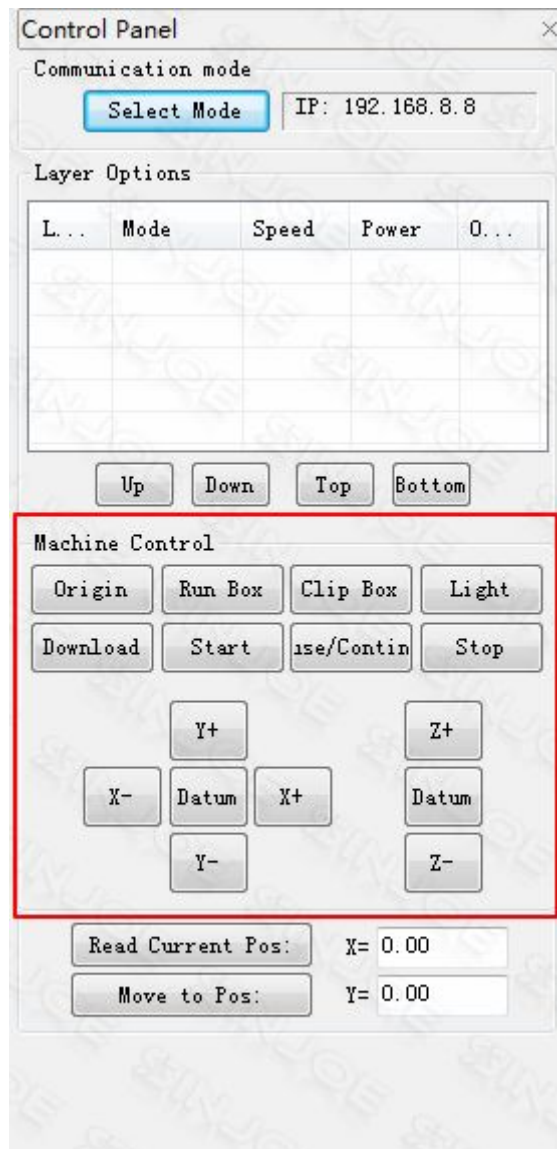 Control Panel
Communication mode
Select Mode IP: 192.168.8.8
Layer Options
L... Mode Speed Power O...
Up Down Top Bottom
Machine Control
Origin Run Box Clip Box Light
Download Start ıse/Contin Stop
Y+ Z+
X- Datum X+ Datum
Y- Z-
Read Current Pos: X= 0.00
Move to Pos: Y= 0.00
SINJOE